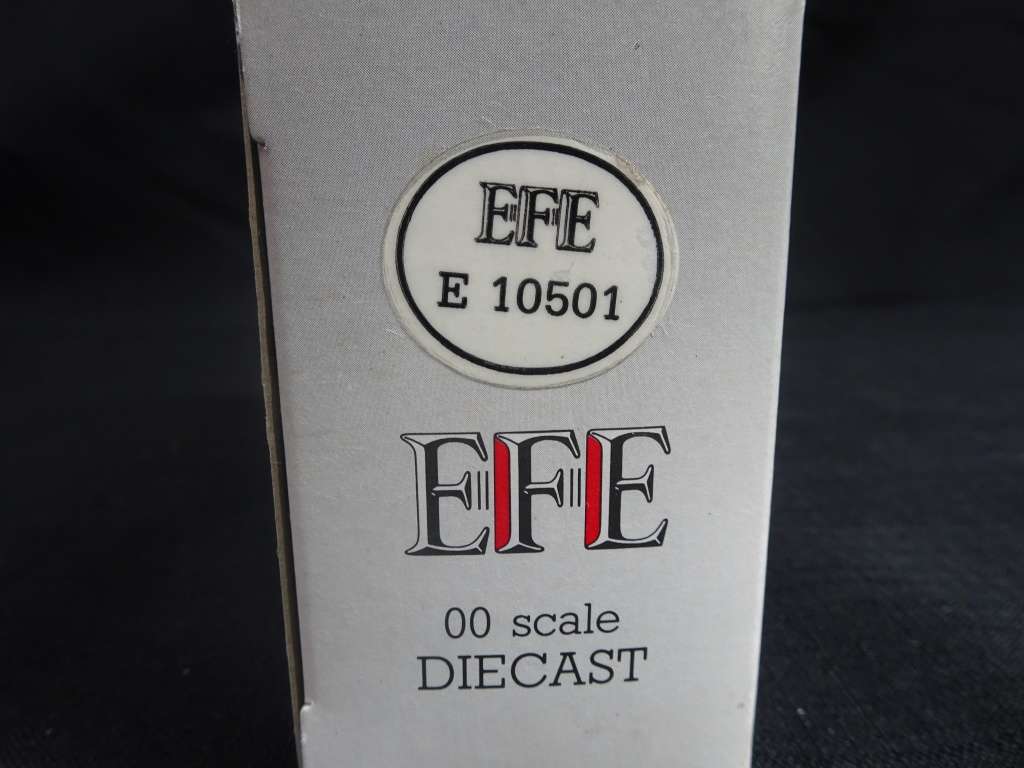 EFE
E 10501
EFE
00 scale
DIECAST